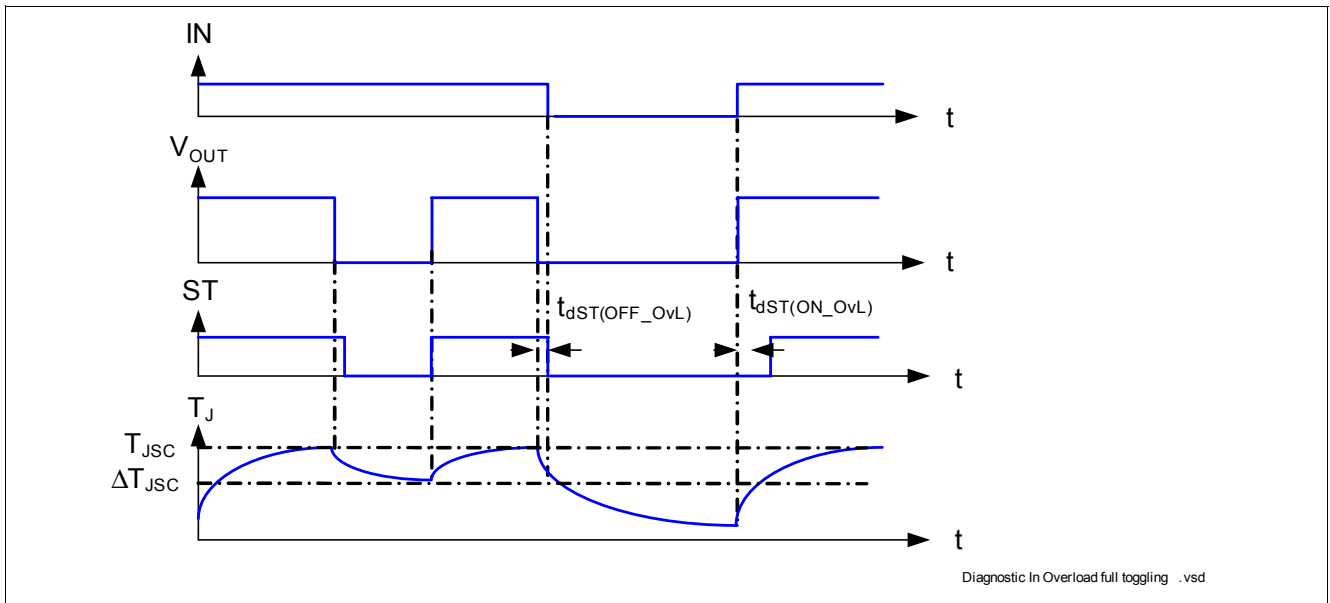 IN
t
V_OUT
t
ST
t_dST(OFF_OvL)
t_dST(ON_OvL)
t
T_J
T_JSC
ΔT_JSC
t
Diagnostic In Overload full toggling .vsd